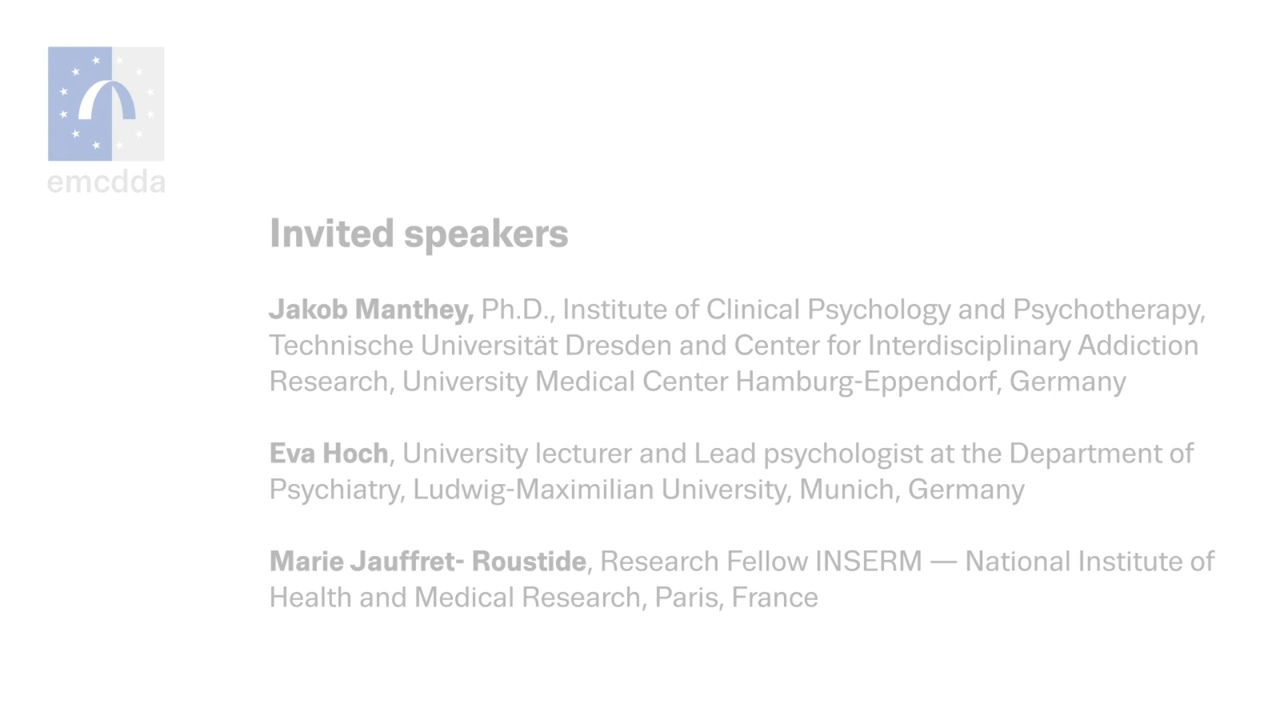 emcdda
Invited speakers
Jakob Manthey, Ph.D., Institute of Clinical Psychology and Psychotherapy,
Technische Universität Dresden and Center for Interdisciplinary Addiction
Research, University Medical Center Hamburg-Eppendorf, Germany
Eva Hoch, University lecturer and Lead psychologist at the Department of
Psychiatry, Ludwig-Maximilian University, Munich, Germany
Marie Jauffret- Roustide, Research Fellow INSERM — National Institute of
Health and Medical Research, Paris, France